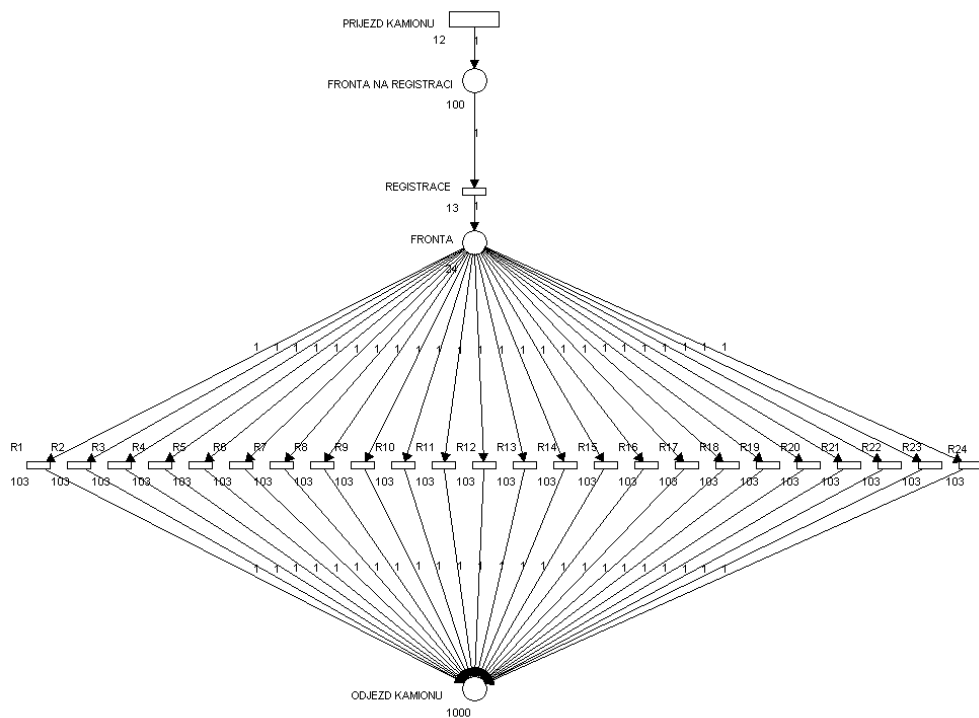 PRIJEZD KAMIONU
12 1
FRONTA NA REGISTRACI
100
1
REGISTRACE
13 1
FRONTA
24
1 1 1 1 1 1 1 1 1 1 1 1 1 1 1 1 1 1 1 1 1 1 1 1
R1 R2 R3 R4 R5 R6 R7 R8 R9 R10 R11 R12 R13 R14 R15 R16 R17 R18 R19 R20 R21 R22 R23 R24
103 103 103 103 103 103 103 103 103 103 103 103 103 103 103 103 103 103 103 103 103 103 103 103
1 1 1 1 1 1 1 1 1 1 1 1 1 1 1 1 1 1 1 1 1 1 1 1
ODJEZD KAMIONU
1000